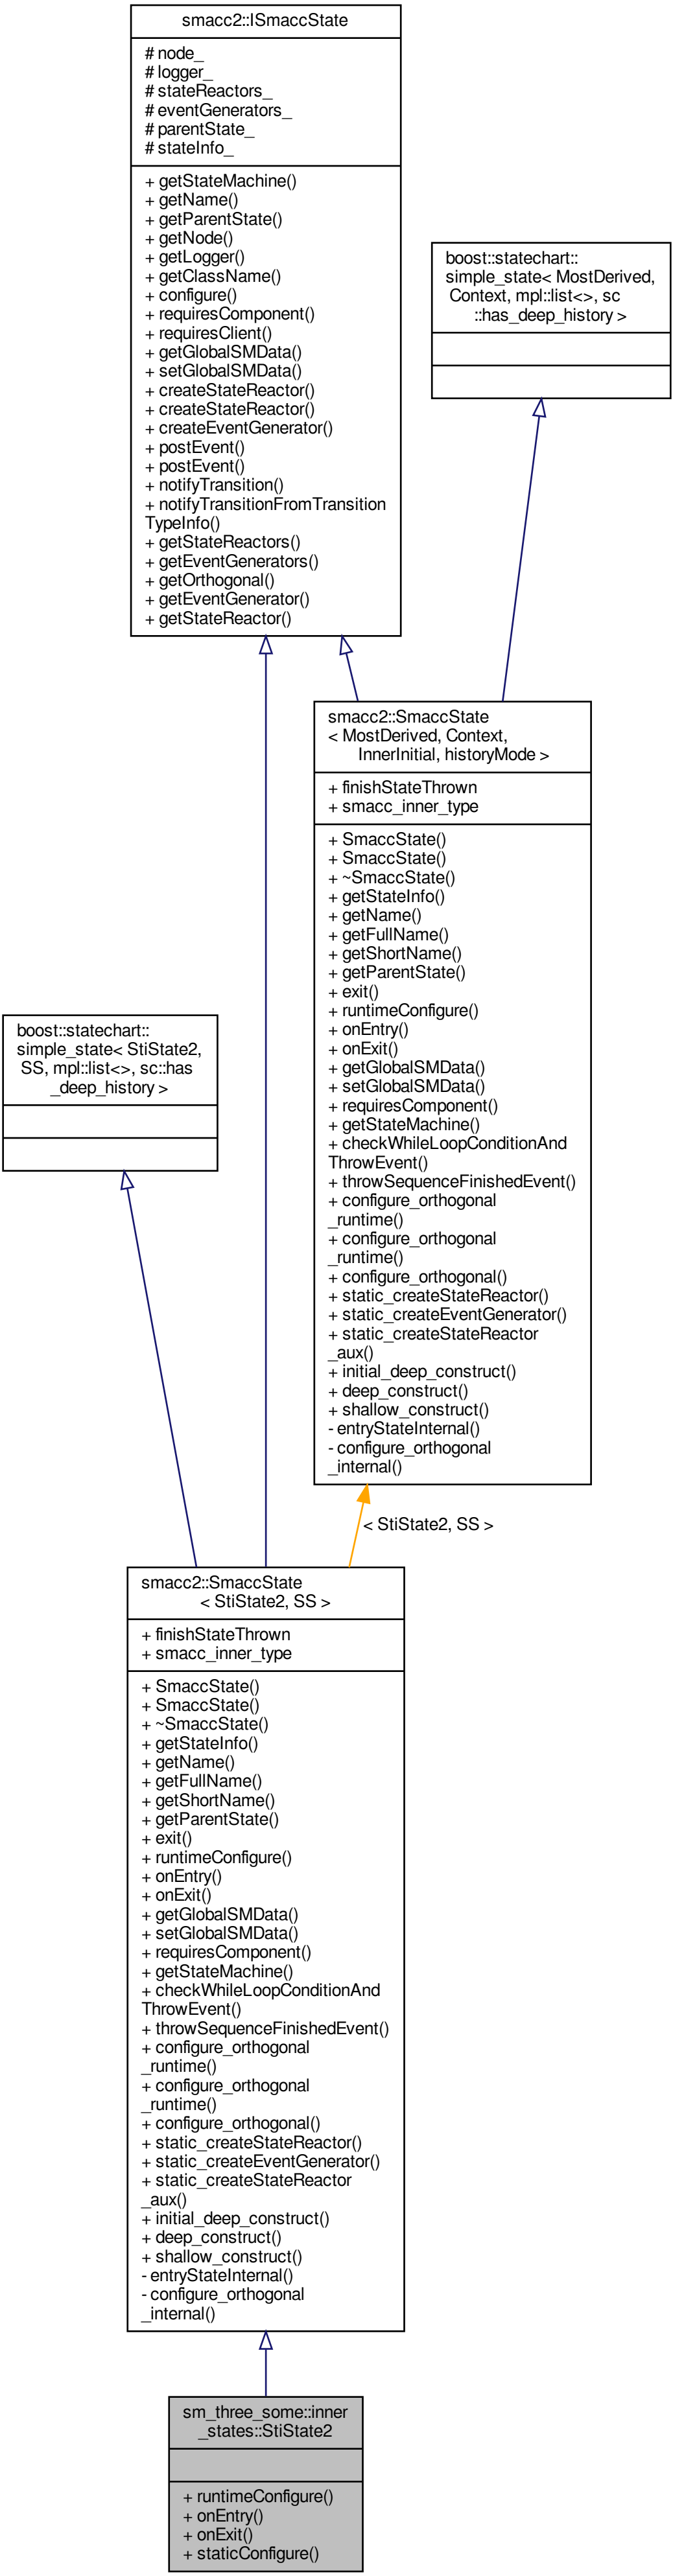 smacc2::ISmaccState
# node_
# logger_
# stateReactors_
# eventGenerators_
# parentState_
# stateInfo_
+ getStateMachine()
+ getName()
+ getParentState()
+ getNode()
+ getLogger()
+ getClassName()
+ configure()
+ requiresComponent()
+ requiresClient()
+ getGlobalSMData()
+ setGlobalSMData()
+ createStateReactor()
+ createStateReactor()
+ createEventGenerator()
+ postEvent()
+ postEvent()
+ notifyTransition()
+ notifyTransitionFromTransition
TypeInfo()
+ getStateReactors()
+ getEventGenerators()
+ getOrthogonal()
+ getEventGenerator()
+ getStateReactor()
boost::statechart::
simple_state< MostDerived,
Context, mpl::list<>, sc
::has_deep_history >
smacc2::SmaccState
< MostDerived, Context,
InnerInitial, historyMode >
+ finishStateThrown
+ smacc_inner_type
+ SmaccState()
+ SmaccState()
+ ~SmaccState()
+ getStateInfo()
+ getName()
+ getFullName()
+ getShortName()
+ getParentState()
+ exit()
+ runtimeConfigure()
+ onEntry()
+ onExit()
+ getGlobalSMData()
+ setGlobalSMData()
+ requiresComponent()
+ getStateMachine()
+ checkWhileLoopConditionAnd
ThrowEvent()
+ throwSequenceFinishedEvent()
+ configure_orthogonal
_runtime()
+ configure_orthogonal
_runtime()
+ configure_orthogonal()
+ static_createStateReactor()
+ static_createEventGenerator()
+ static_createStateReactor
_aux()
+ initial_deep_construct()
+ deep_construct()
+ shallow_construct()
- entryStateInternal()
- configure_orthogonal
_internal()
boost::statechart::
simple_state< StiState2,
SS, mpl::list<>, sc::has
_deep_history >
< StiState2, SS >
smacc2::SmaccState
< StiState2, SS >
+ finishStateThrown
+ smacc_inner_type
+ SmaccState()
+ SmaccState()
+ ~SmaccState()
+ getStateInfo()
+ getName()
+ getFullName()
+ getShortName()
+ getParentState()
+ exit()
+ runtimeConfigure()
+ onEntry()
+ onExit()
+ getGlobalSMData()
+ setGlobalSMData()
+ requiresComponent()
+ getStateMachine()
+ checkWhileLoopConditionAnd
ThrowEvent()
+ throwSequenceFinishedEvent()
+ configure_orthogonal
_runtime()
+ configure_orthogonal
_runtime()
+ configure_orthogonal()
+ static_createStateReactor()
+ static_createEventGenerator()
+ static_createStateReactor
_aux()
+ initial_deep_construct()
+ deep_construct()
+ shallow_construct()
- entryStateInternal()
- configure_orthogonal
_internal()
sm_three_some::inner
_states::StiState2
+ runtimeConfigure()
+ onEntry()
+ onExit()
+ staticConfigure()